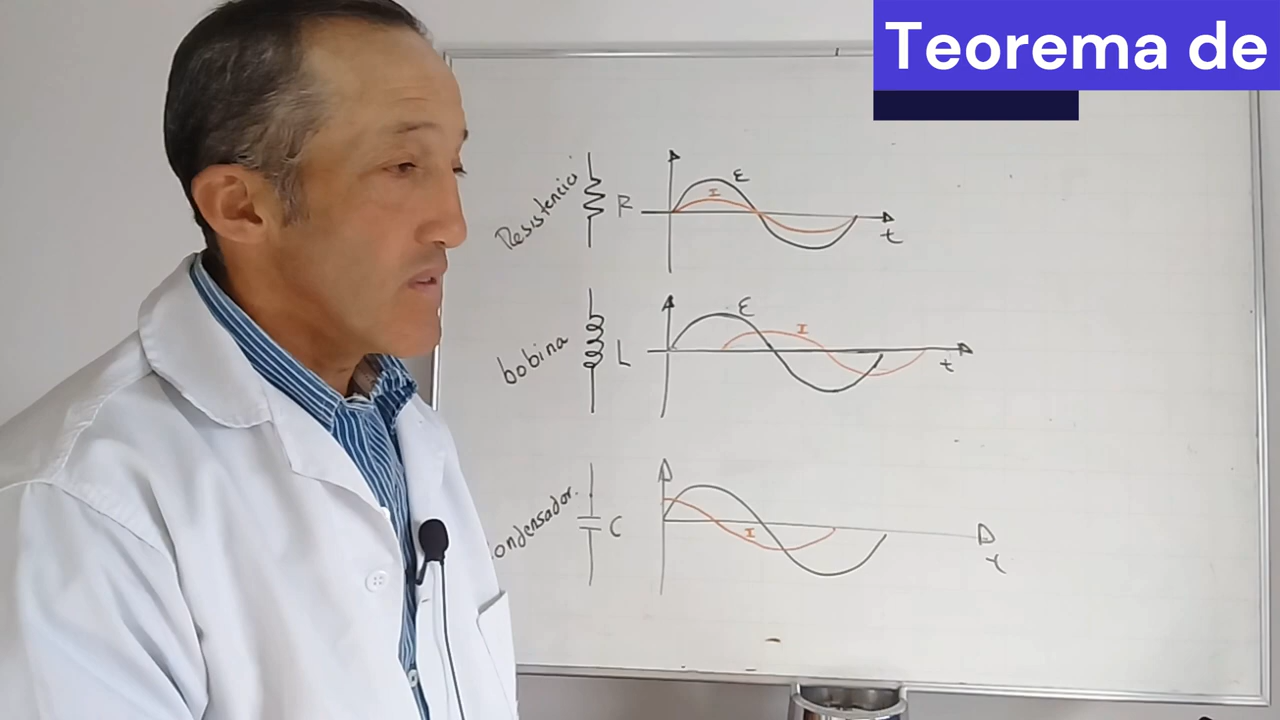 Teorema de
Resistencia R
ε
I
t
bobina L
ε
I
t
ondensador. C
I
t